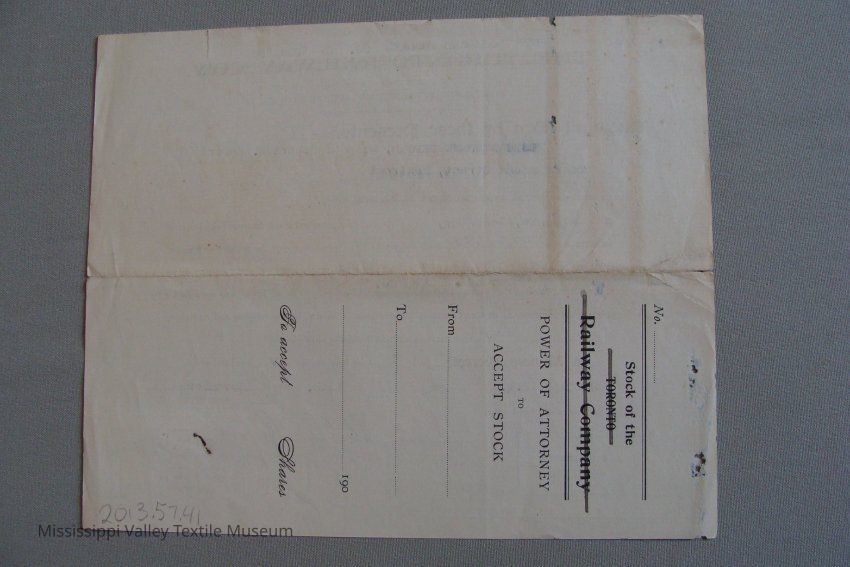 No. ....................
Stock of the
TORONTO
Railway Company
POWER OF ATTORNEY
TO
ACCEPT STOCK
From ....................
To ....................
.................... 190
To accept Shares
2013.57.41
Mississippi Valley Textile Museum